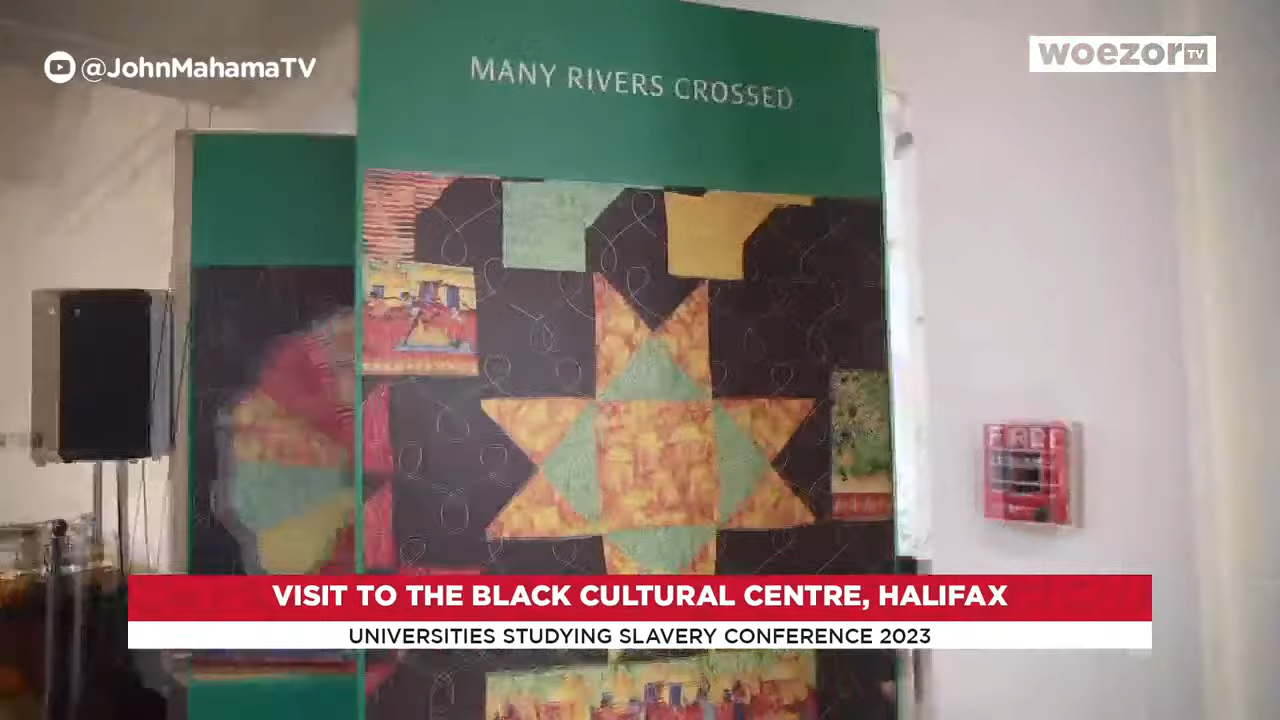 @JohnMahamaTV
woezor TV
MANY RIVERS CROSSED
FIRE
VISIT TO THE BLACK CULTURAL CENTRE, HALIFAX
UNIVERSITIES STUDYING SLAVERY CONFERENCE 2023